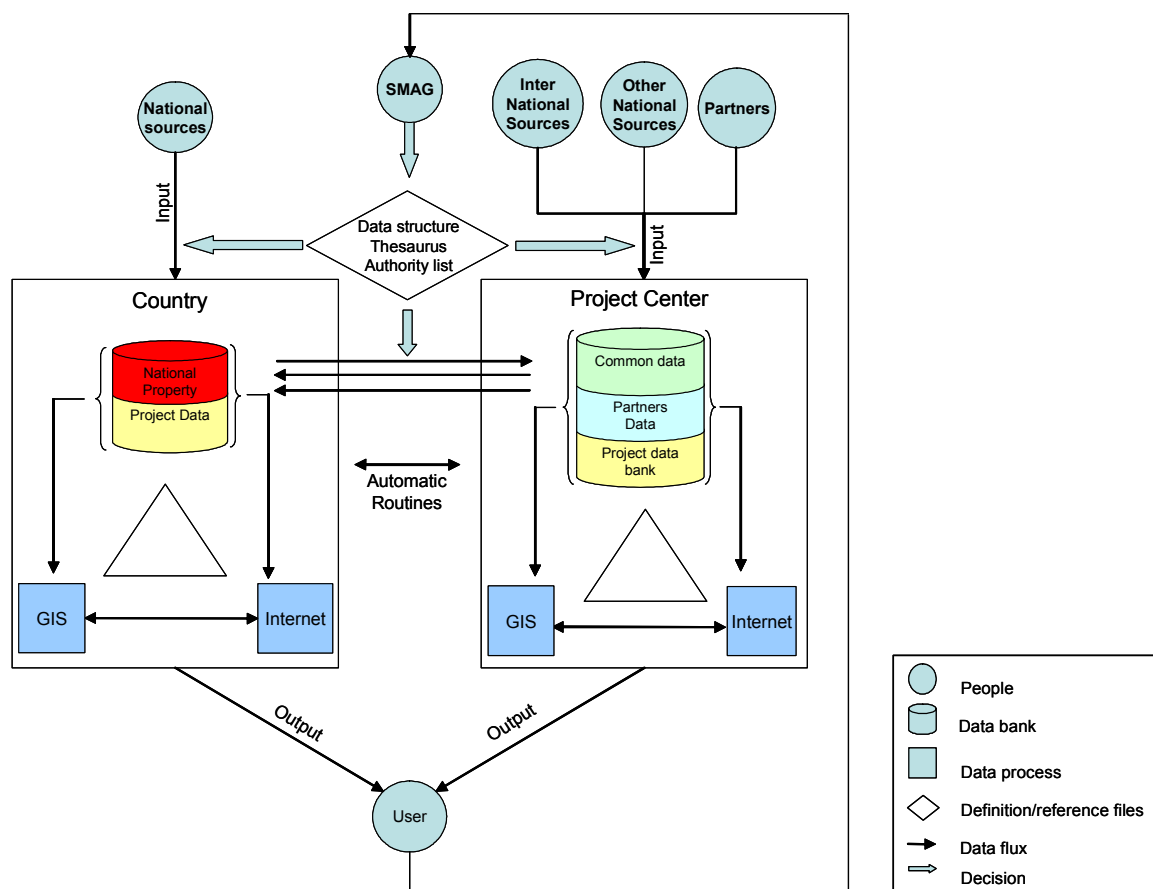 SMAG
National
sources
Inter
National
Sources
Other
National
Sources
Partners
Input
Data structure
Thesaurus
Authority list
Input
Country
Project Center
National
Property
Project Data
Common data
Partners
Data
Project data
bank
Automatic
Routines
GIS
Internet
GIS
Internet
Output
Output
User
People
Data bank
Data process
Definition/reference files
Data flux
Decision